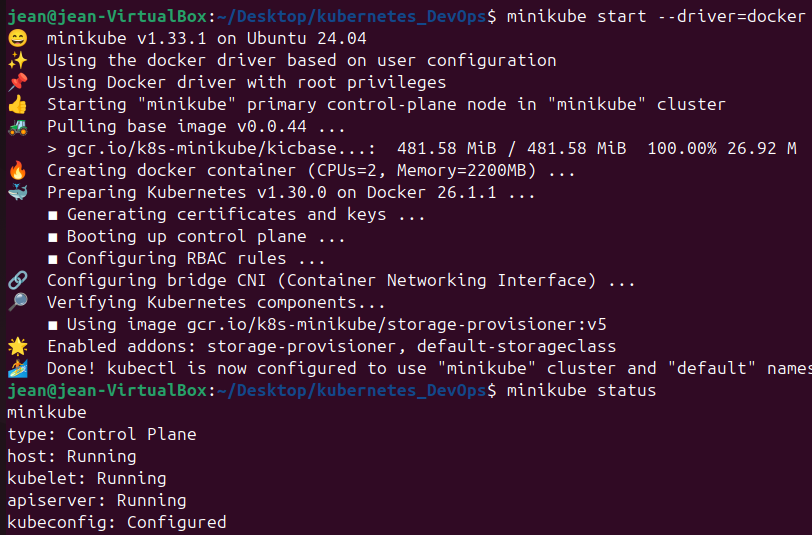 jean@jean-VirtualBox:~/Desktop/kubernetes_DevOps$ minikube start --driver=docker
😄 minikube v1.33.1 on Ubuntu 24.04
✨ Using the docker driver based on user configuration
📌 Using Docker driver with root privileges
👍 Starting "minikube" primary control-plane node in "minikube" cluster
🚜 Pulling base image v0.0.44 ...
> gcr.io/k8s-minikube/kicbase...: 481.58 MiB / 481.58 MiB 100.00% 26.92 M
🔥 Creating docker container (CPUs=2, Memory=2200MB) ...
🐳 Preparing Kubernetes v1.30.0 on Docker 26.1.1 ...
▪ Generating certificates and keys ...
▪ Booting up control plane ...
▪ Configuring RBAC rules ...
🔗 Configuring bridge CNI (Container Networking Interface) ...
🔎 Verifying Kubernetes components...
▪ Using image gcr.io/k8s-minikube/storage-provisioner:v5
🌟 Enabled addons: storage-provisioner, default-storageclass
🏄 Done! kubectl is now configured to use "minikube" cluster and "default" names
jean@jean-VirtualBox:~/Desktop/kubernetes_DevOps$ minikube status
minikube
type: Control Plane
host: Running
kubelet: Running
apiserver: Running
kubeconfig: Configured